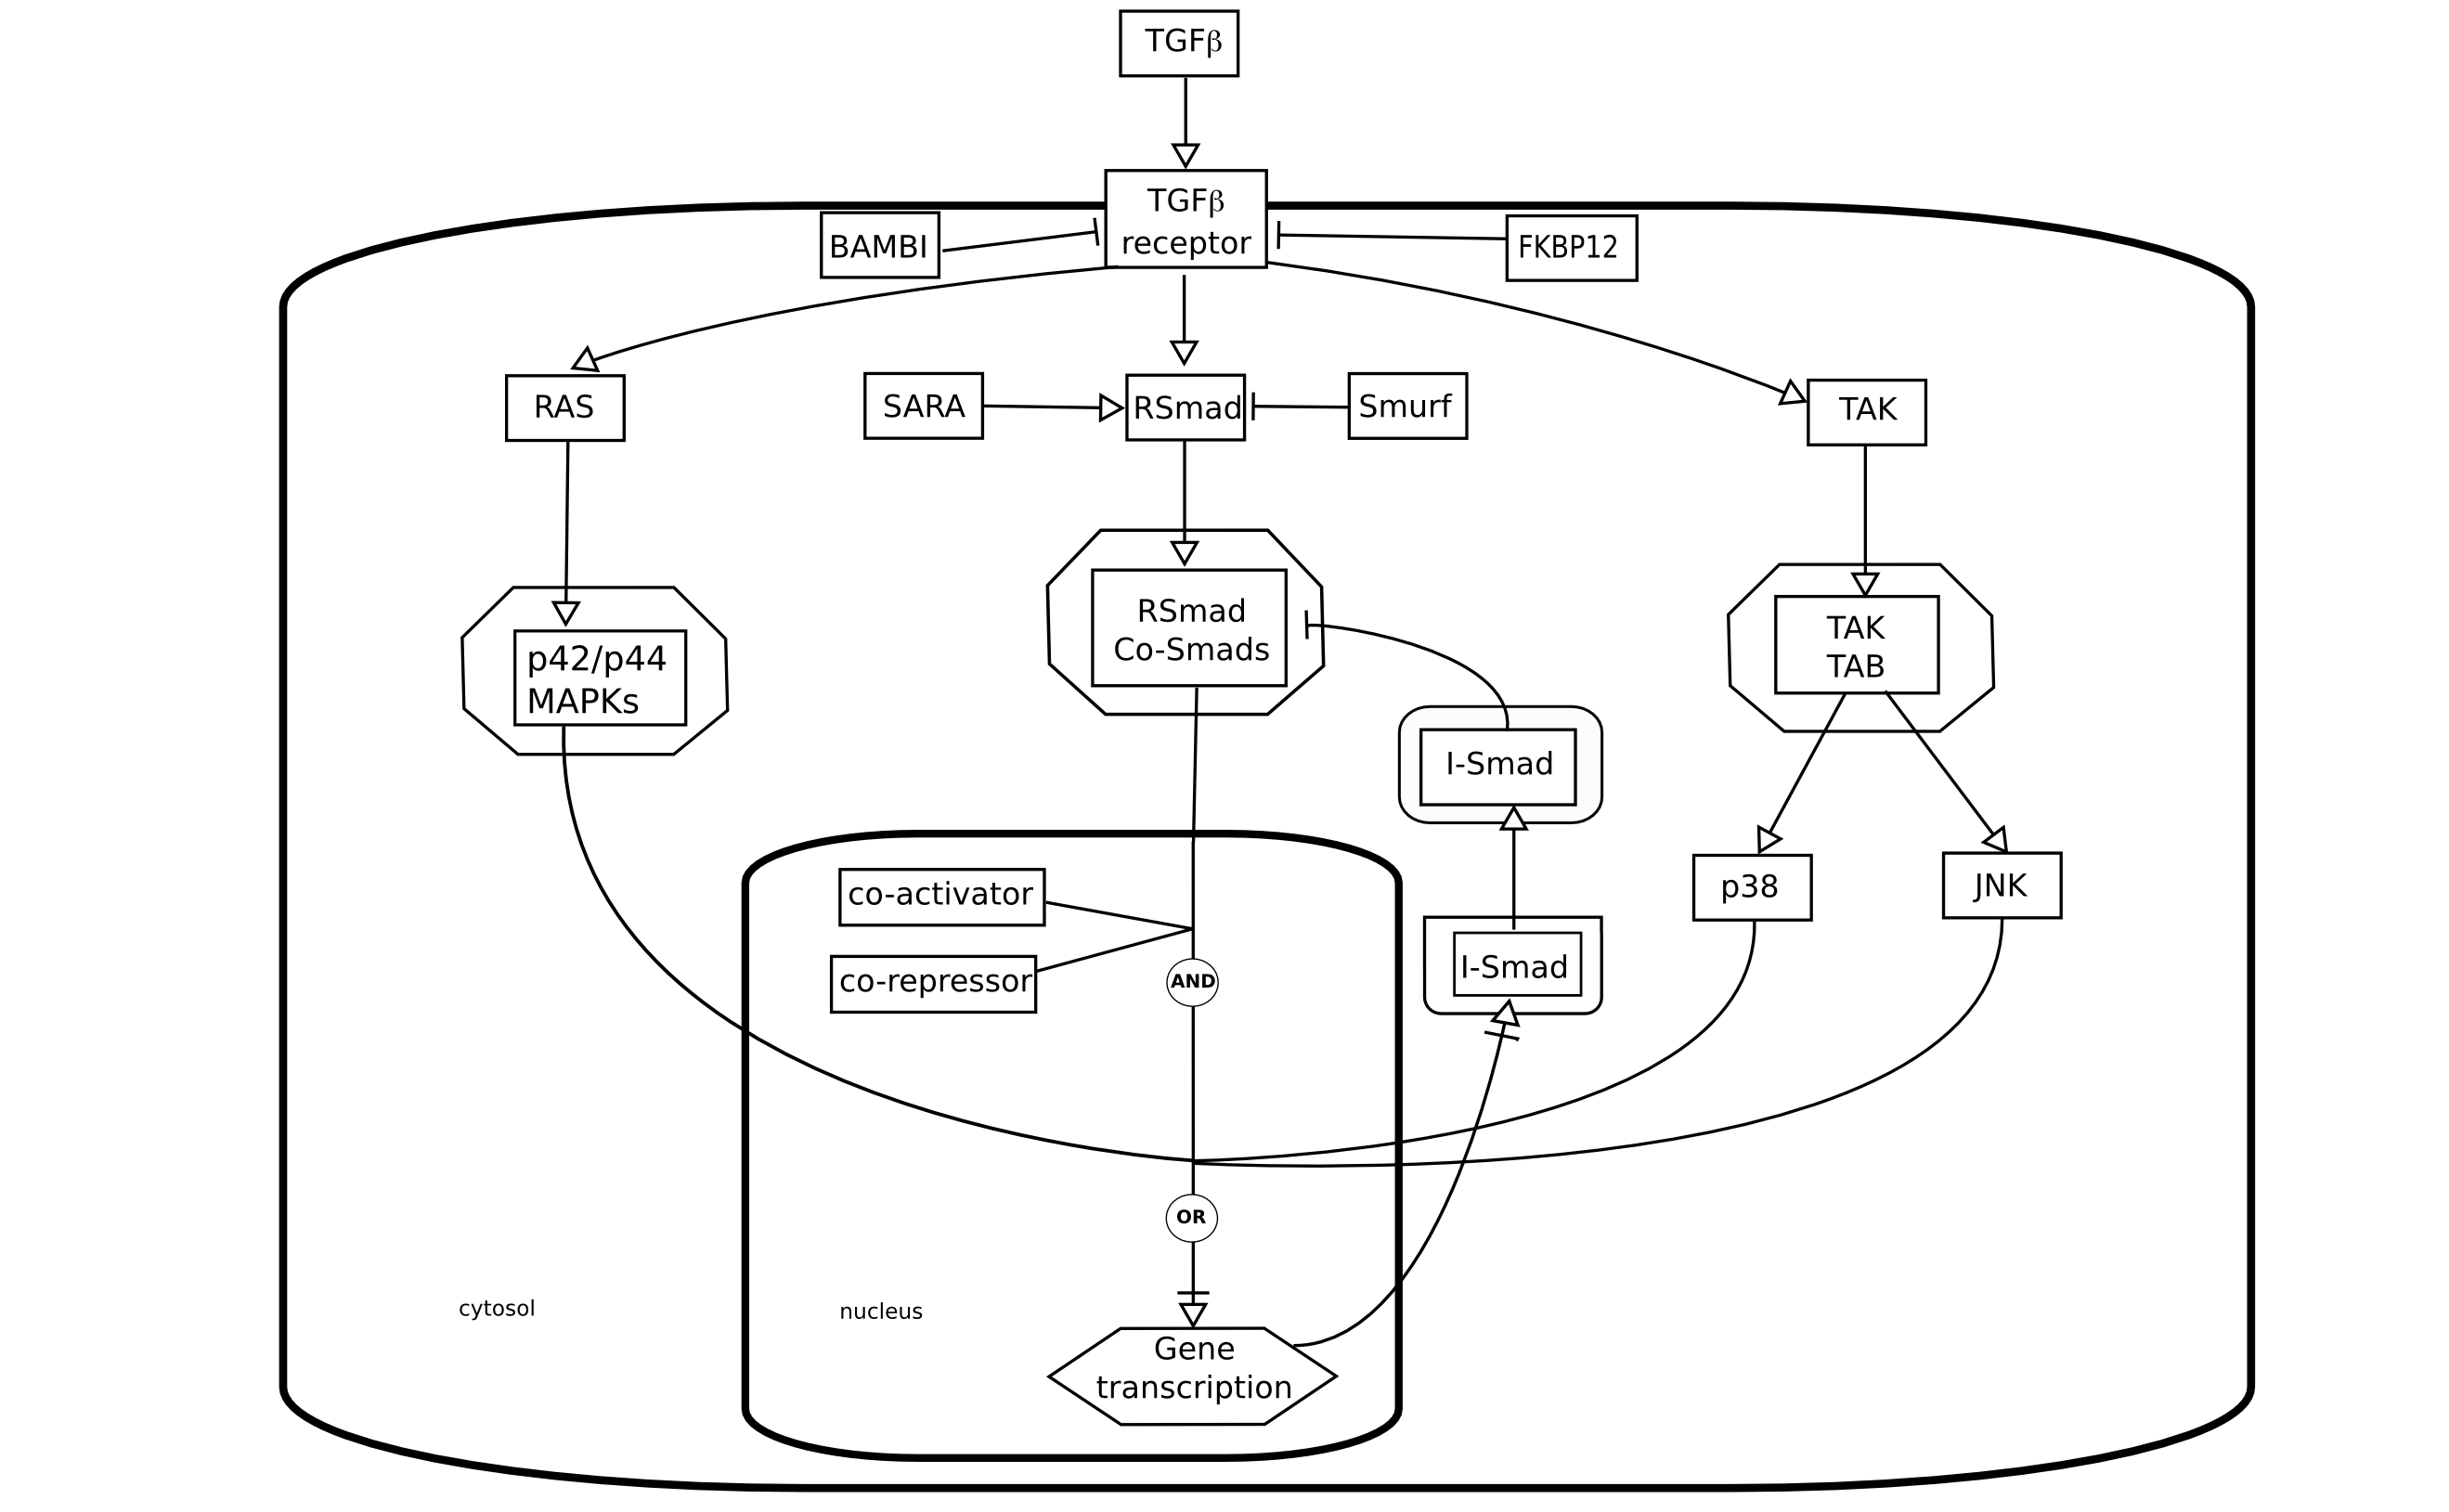 TGFβ
TGFβ
receptor
BAMBI
FKBP12
RAS
SARA
RSmad
Smurf
TAK
RSmad
Co-Smads
p42/p44
MAPKs
TAK
TAB
I-Smad
co-activator
p38
JNK
co-repressor
AND
I-Smad
OR
cytosol
nucleus
Gene
transcription